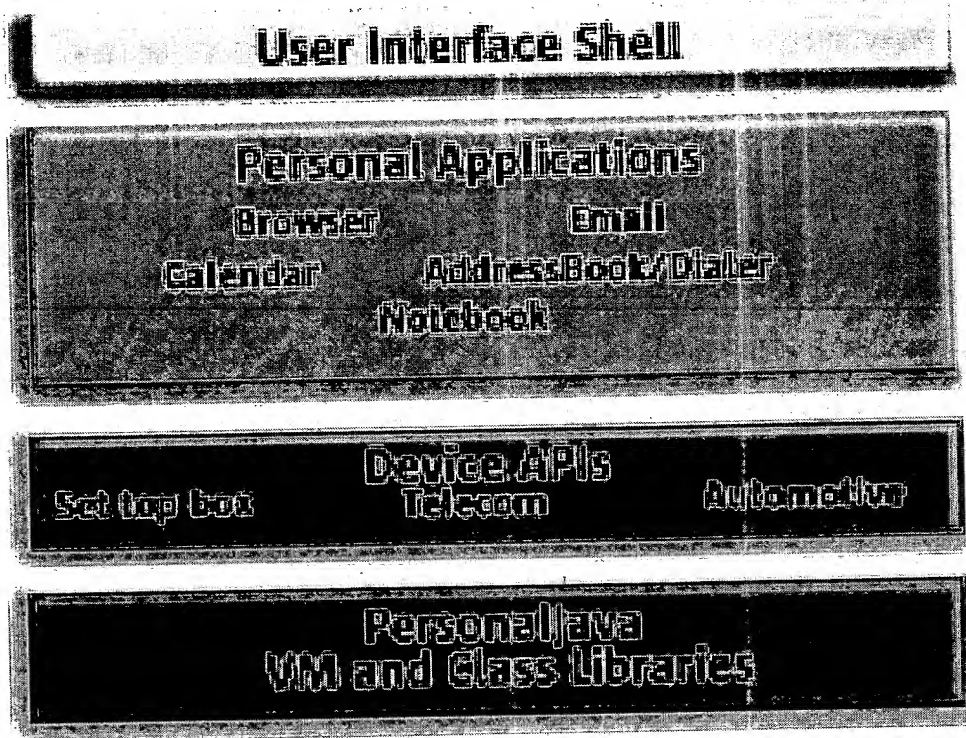 User Interface Shell
Personal Applications
Browser Email
Calendar AddressBook/Dialer
Notebook
Device APIs
Set top box Telecom Automotive
PersonalJava
VM and Class Libraries